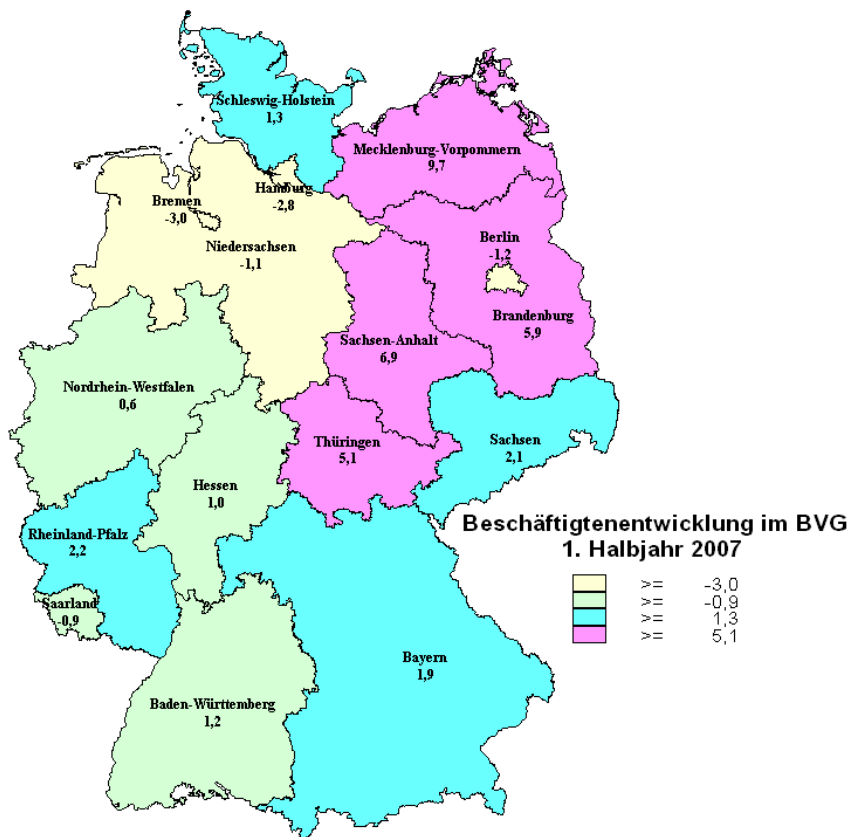 Schleswig-Holstein
1,3
Mecklenburg-Vorpommern
9,7
Hamburg
-2,8
Bremen
-3,0
Niedersachsen
-1,1
Berlin
-1,2
Brandenburg
5,9
Sachsen-Anhalt
6,9
Nordrhein-Westfalen
0,6
Thüringen
5,1
Sachsen
2,1
Hessen
1,0
Rheinland-Pfalz
2,2
Saarland
-0,9
Bayern
1,9
Baden-Württemberg
1,2
Beschäftigtenentwicklung im BVG
1. Halbjahr 2007
>= -3,0
>= -0,9
>= 1,3
>= 5,1